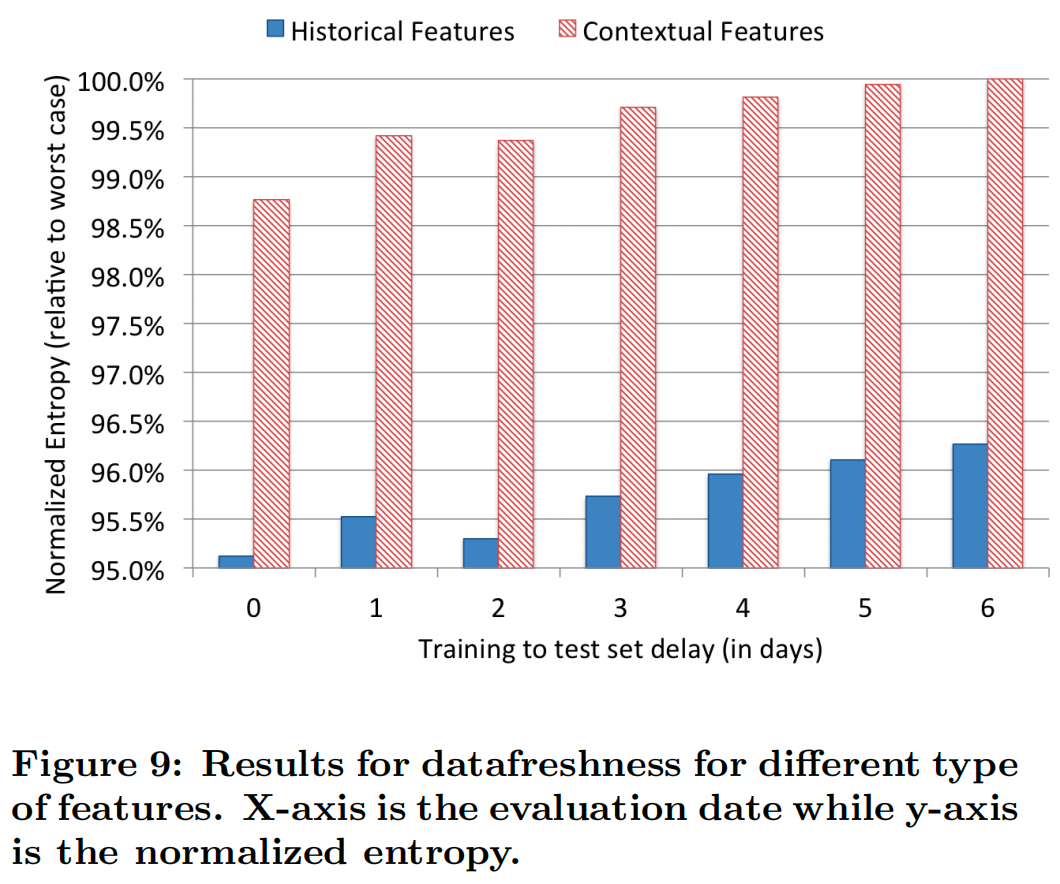 Historical Features Contextual Features
Normalized Entropy (relative to worst case)
100.0%
99.5%
99.0%
98.5%
98.0%
97.5%
97.0%
96.5%
96.0%
95.5%
95.0%
0 1 2 3 4 5 6
Training to test set delay (in days)
Figure 9: Results for datafreshness for different type
of features. X-axis is the evaluation date while y-axis
is the normalized entropy.